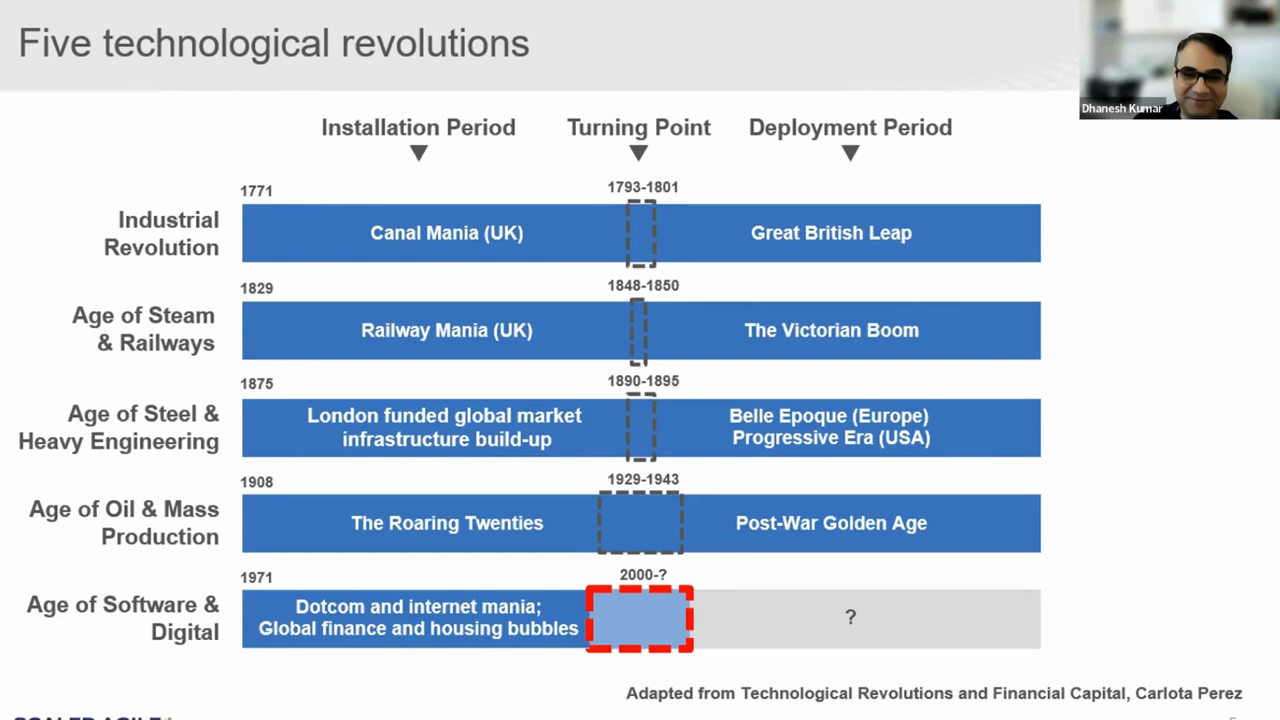 Five technological revolutions
Dhanesh Kumar
Installation Period
Turning Point
Deployment Period
1771
1793-1801
Industrial
Revolution
Canal Mania (UK)
Great British Leap
1829
1848-1850
Age of Steam
& Railways
Railway Mania (UK)
The Victorian Boom
1875
1890-1895
Age of Steel &
Heavy Engineering
London funded global market
infrastructure build-up
Belle Epoque (Europe)
Progressive Era (USA)
1908
1929-1943
Age of Oil & Mass
Production
The Roaring Twenties
Post-War Golden Age
1971
2000-?
Age of Software &
Digital
Dotcom and internet mania;
Global finance and housing bubbles
?
Adapted from Technological Revolutions and Financial Capital, Carlota Perez
SCALED AGILE